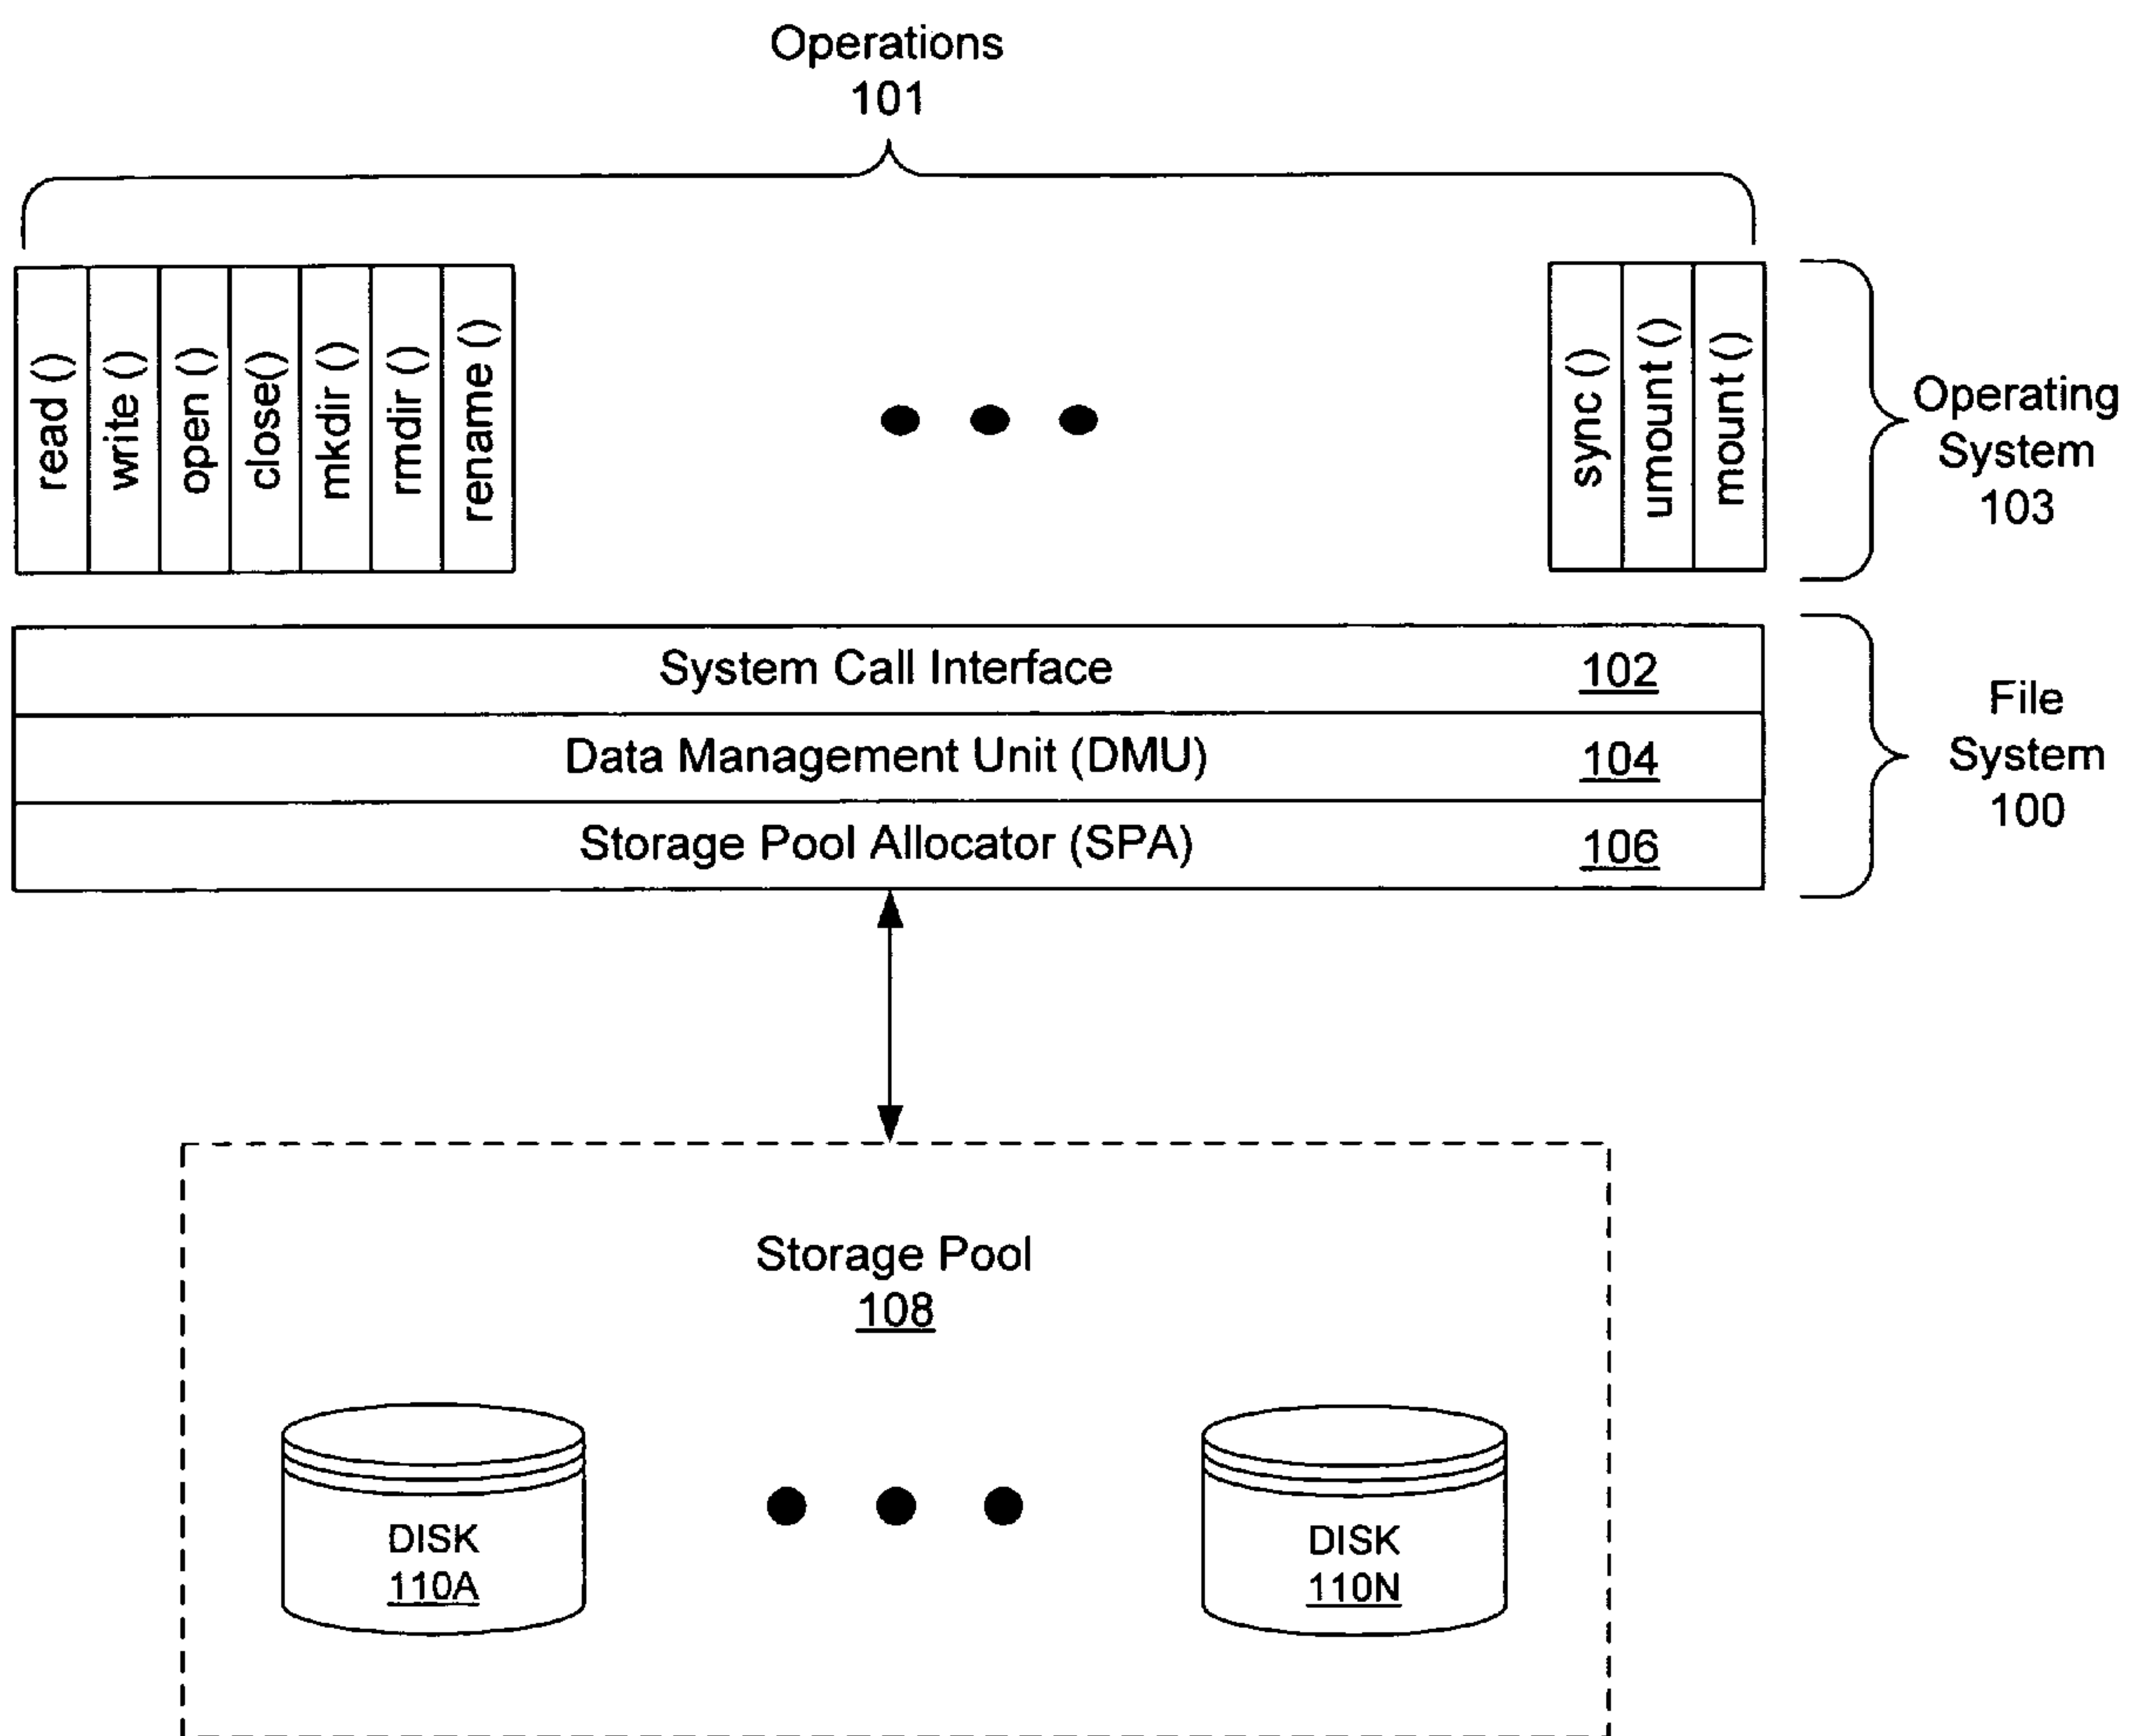 Operations
101
read ()
write ()
open ()
close()
mkdir ()
rmdir ()
rename ()
sync ()
umount ()
mount ()
Operating
System
103
System Call Interface 102
Data Management Unit (DMU) 104
Storage Pool Allocator (SPA) 106
File
System
100
Storage Pool
108
DISK
110A
DISK
110N